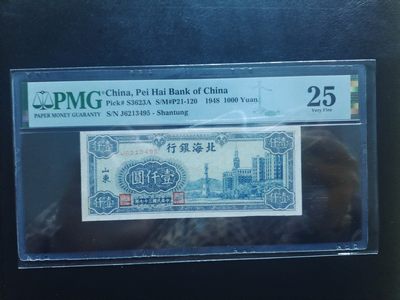 PMG
PAPER MONEY GUARANTY
China, Pei Hai Bank of China
Pick# S3623A S/M#P21-120 1948 1000 Yuan
S/N J6213495 - Shantung
25
Very Fine
行銀海北
圓仟壹
山東